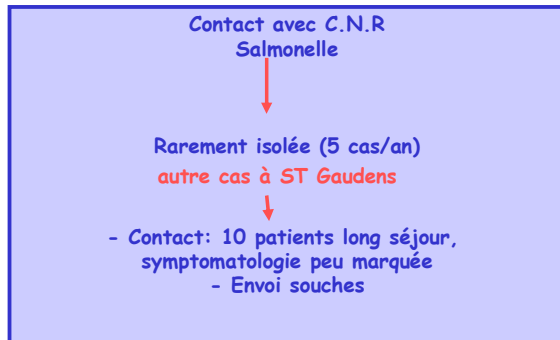 Contact avec C.N.R
Salmonelle
Rarement isolée (5 cas/an)
autre cas à ST Gaudens
- Contact: 10 patients long séjour,
symptomatologie peu marquée
- Envoi souches